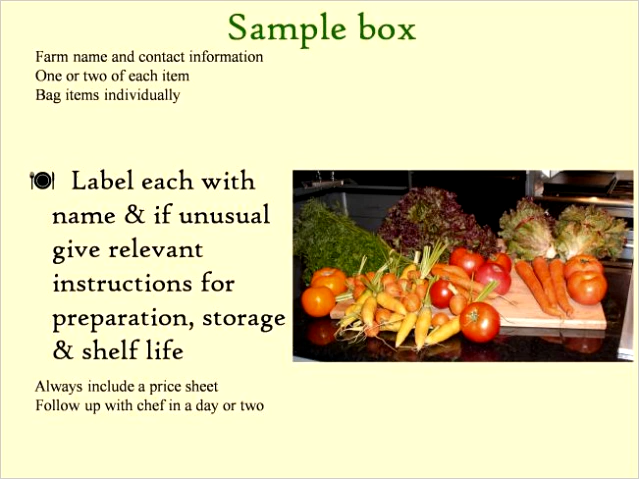 Sample box
Farm name and contact information
One or two of each item
Bag items individually
Label each with
name & if unusual
give relevant
instructions for
preparation, storage
& shelf life
Always include a price sheet
Follow up with chef in a day or two